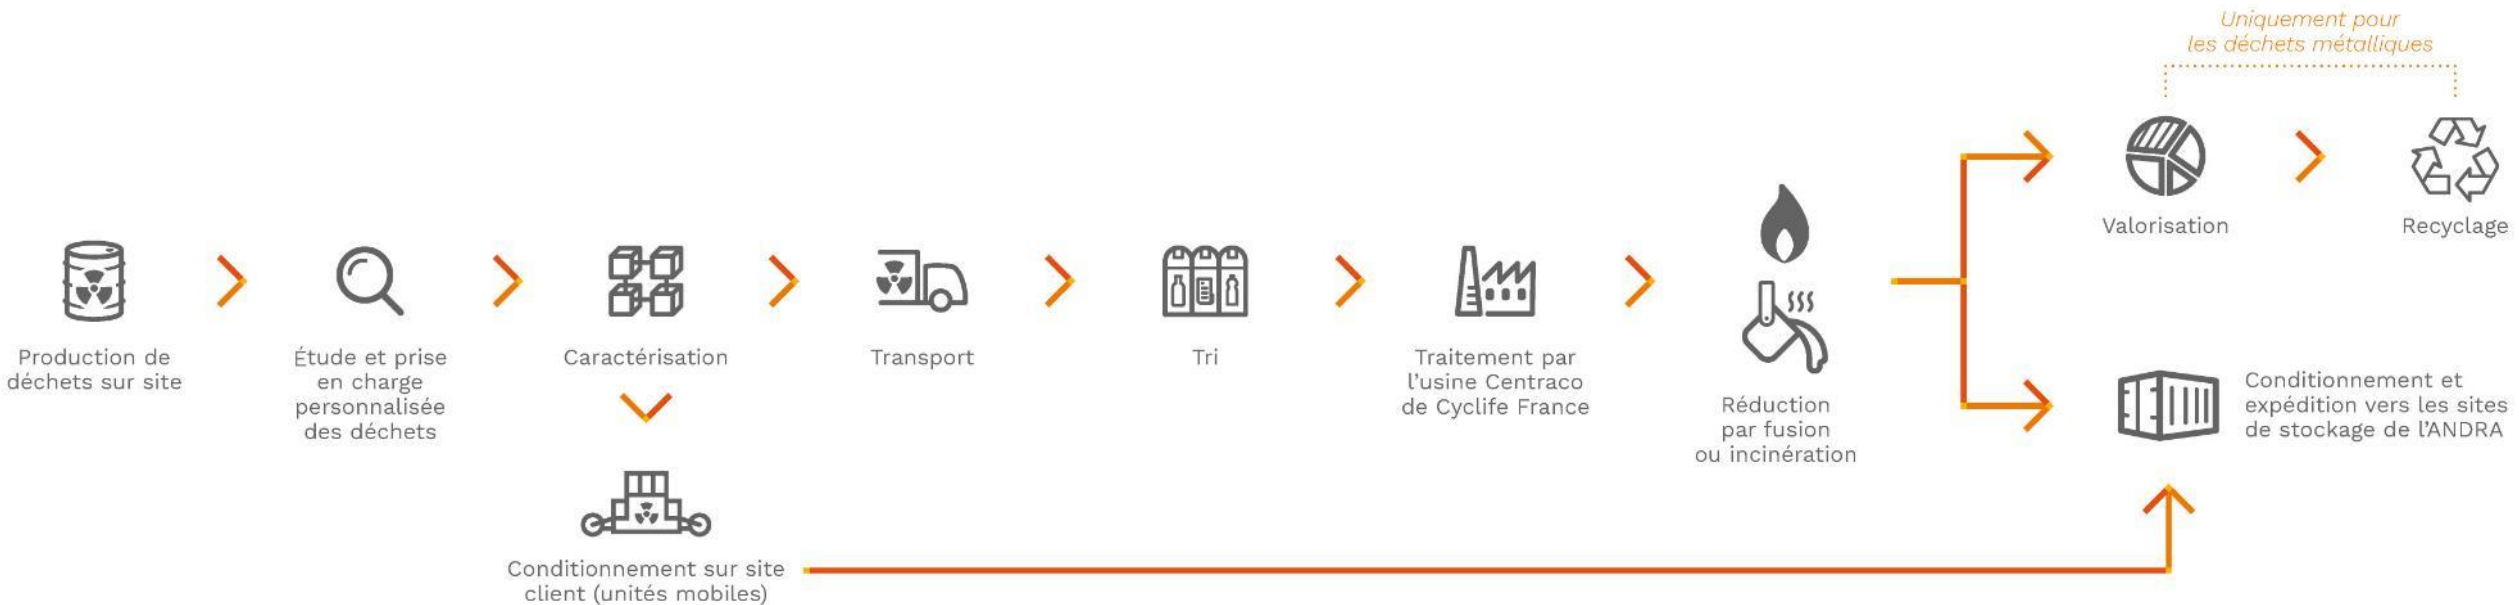 Uniquement pour
les déchets métalliques
Valorisation
Recyclage
Production de
déchets sur site
Étude et prise
en charge
personnalisée
des déchets
Caractérisation
Transport
Tri
Traitement par
l'usine Centraco
de Cyclife France
Réduction
par fusion
ou incinération
Conditionnement et
expédition vers les sites
de stockage de l'ANDRA
Conditionnement sur site
client (unités mobiles)